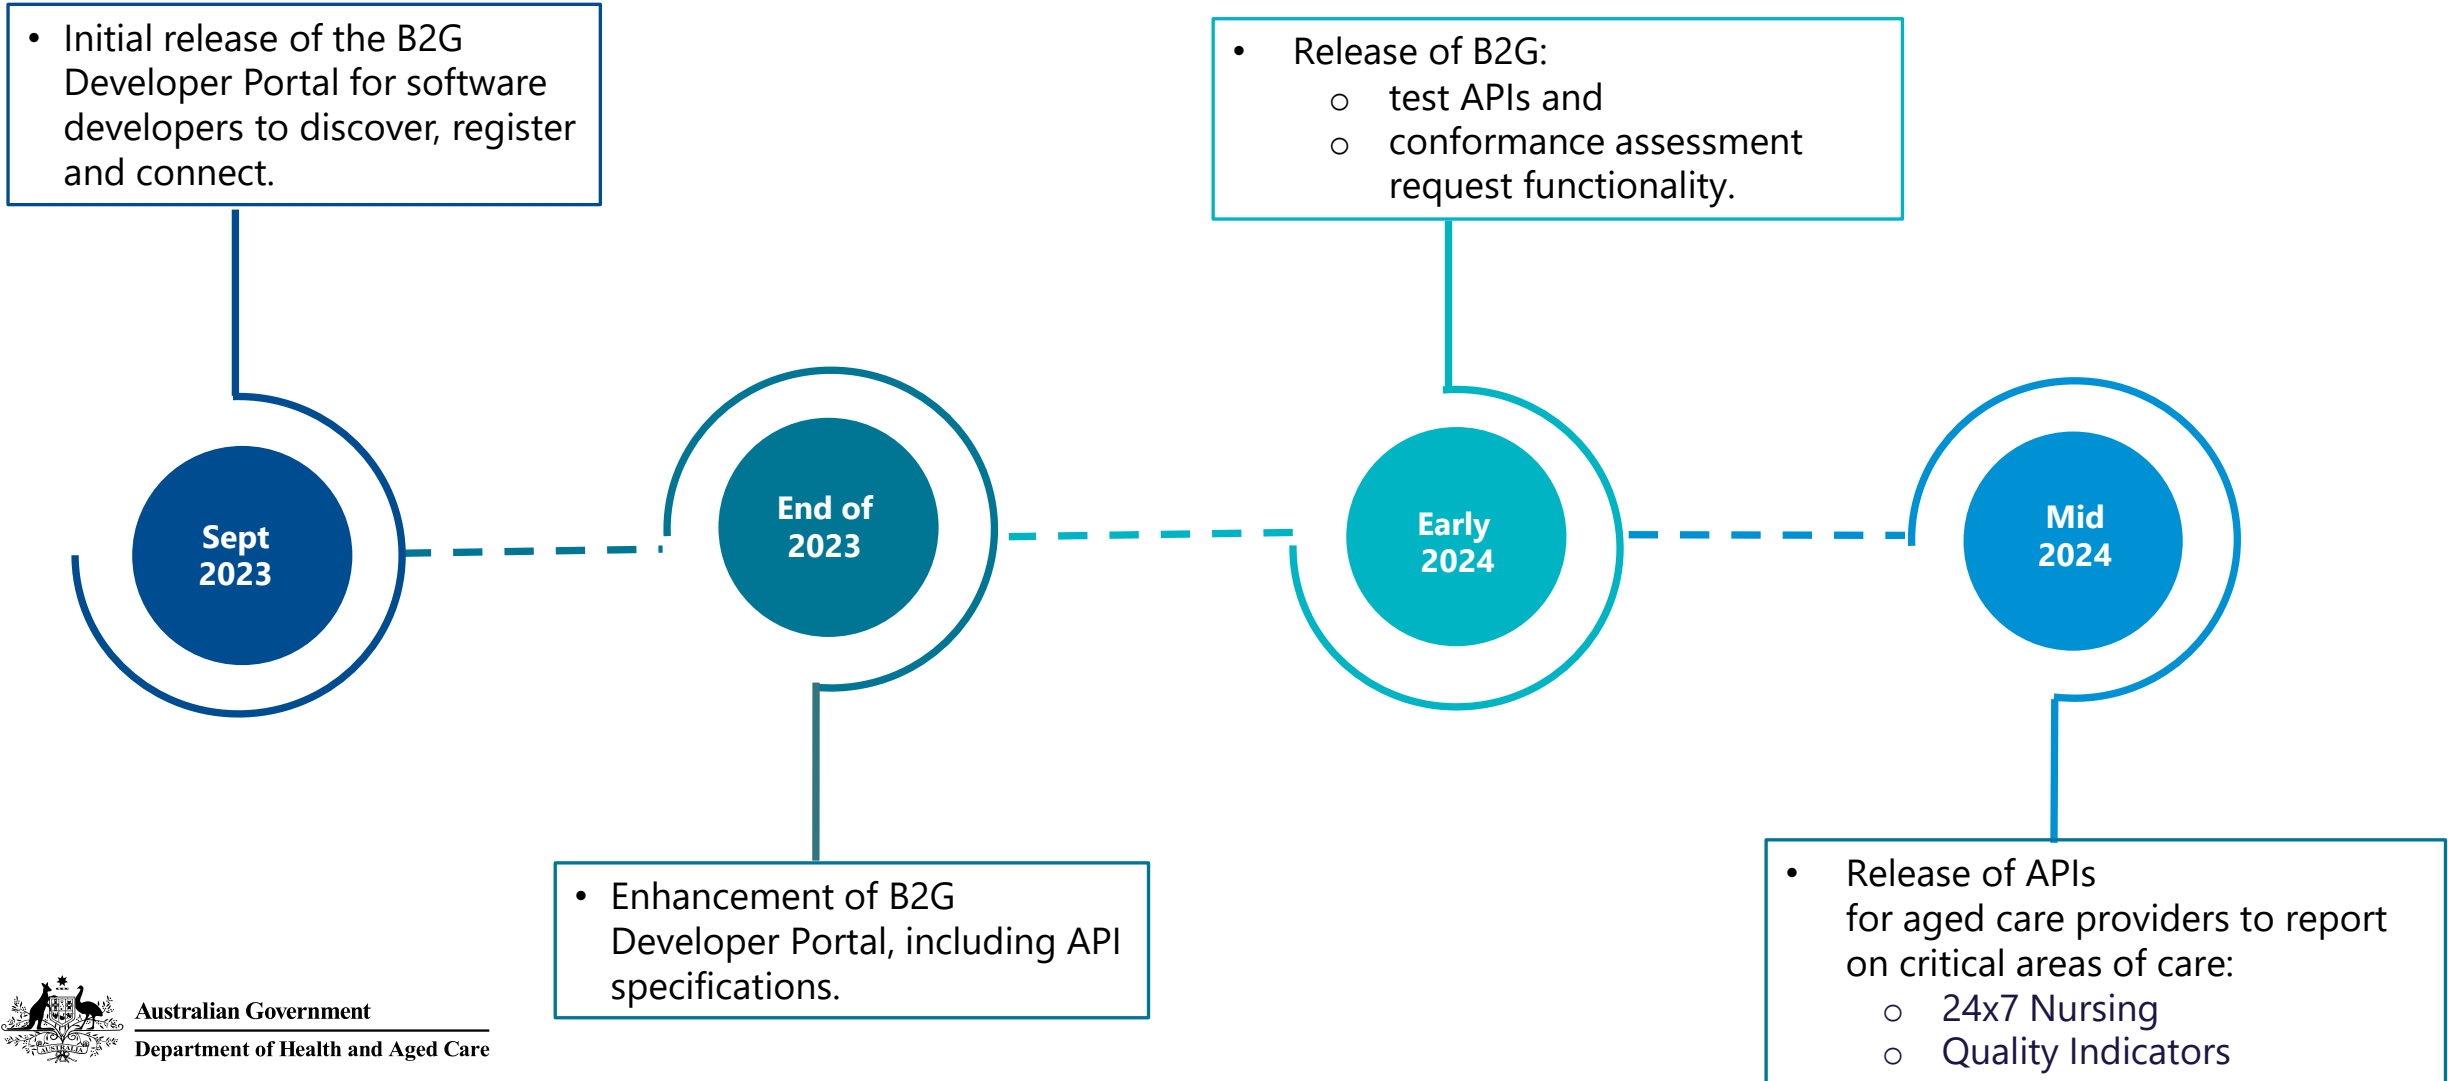 • Initial release of the B2G
Developer Portal for software
developers to discover, register
and connect.
• Release of B2G:
o test APIs and
o conformance assessment
request functionality.
Sept
2023
End of
2023
Early
2024
Mid
2024
• Enhancement of B2G
Developer Portal, including API
specifications.
• Release of APIs
for aged care providers to report
on critical areas of care:
o 24x7 Nursing
o Quality Indicators
AUSTRALIA
Australian Government
Department of Health and Aged Care